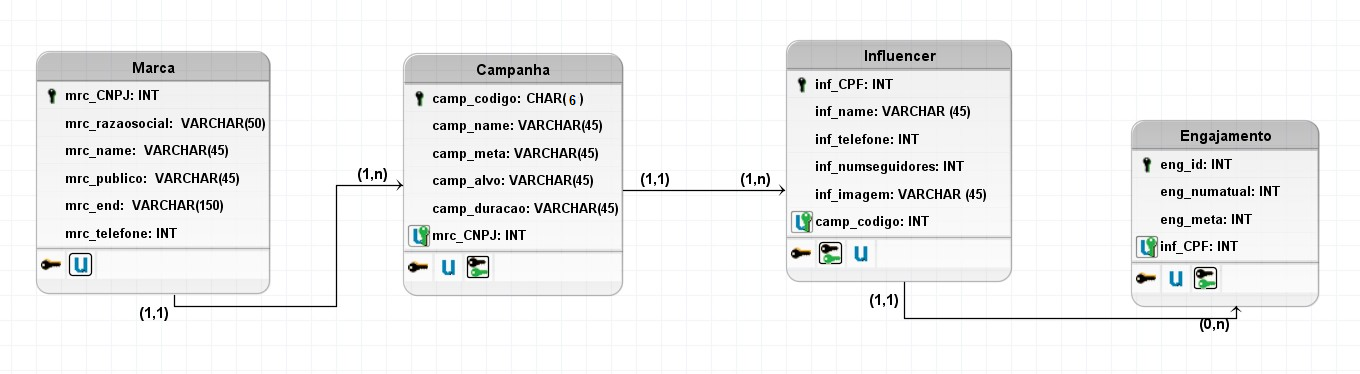 Marca
mrc_CNPJ: INT
mrc_razaosocial: VARCHAR(50)
mrc_name: VARCHAR(45)
mrc_publico: VARCHAR(45)
mrc_end: VARCHAR(150)
mrc_telefone: INT
U
(1,1)
(1,n)
Campanha
camp_codigo: CHAR( 6 )
camp_name: VARCHAR(45)
camp_meta: VARCHAR(45)
camp_alvo: VARCHAR(45)
camp_duracao: VARCHAR(45)
U mrc_CNPJ: INT
U
(1,1)
(1,n)
Influencer
inf_CPF: INT
inf_name: VARCHAR (45)
inf_telefone: INT
inf_numseguidores: INT
inf_imagem: VARCHAR (45)
U camp_codigo: INT
U
(1,1)
(0,n)
Engajamento
eng_id: INT
eng_numatual: INT
eng_meta: INT
U inf_CPF: INT
U